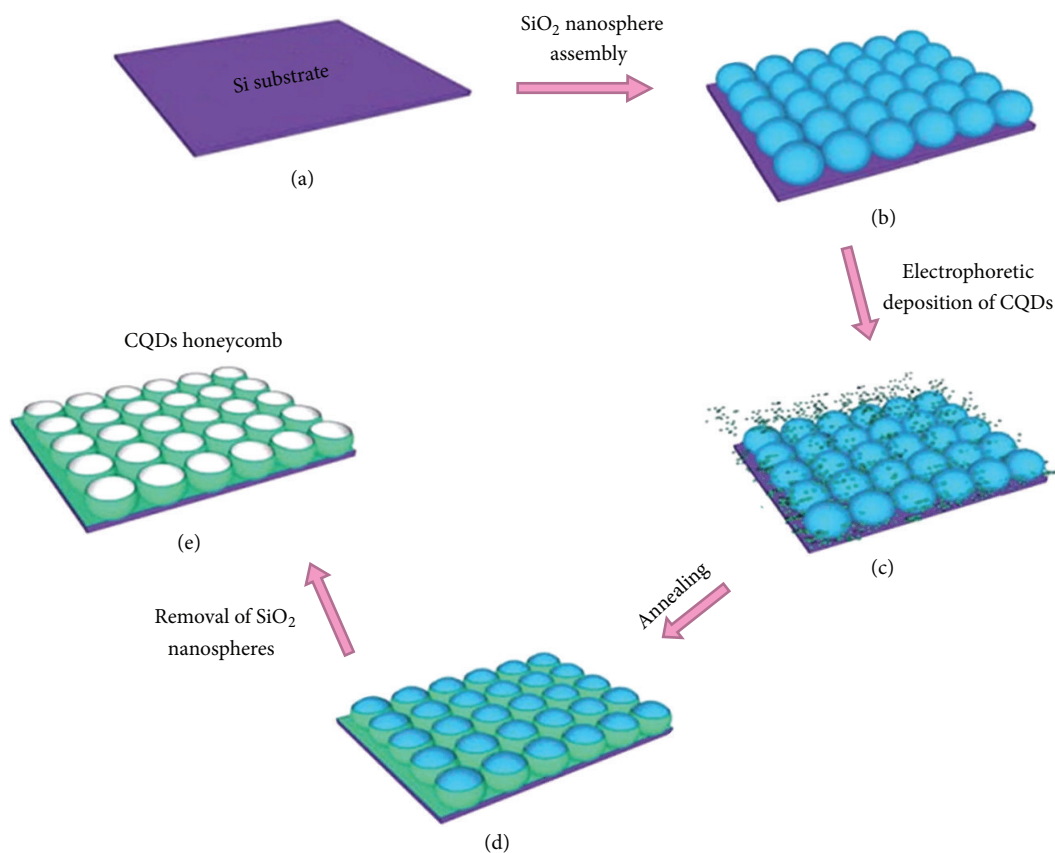 Si substrate
(a)
SiO₂ nanosphere
assembly
(b)
Electrophoretic
deposition of CQDs
(c)
Annealing
(d)
Removal of SiO₂
nanospheres
CQDs honeycomb
(e)